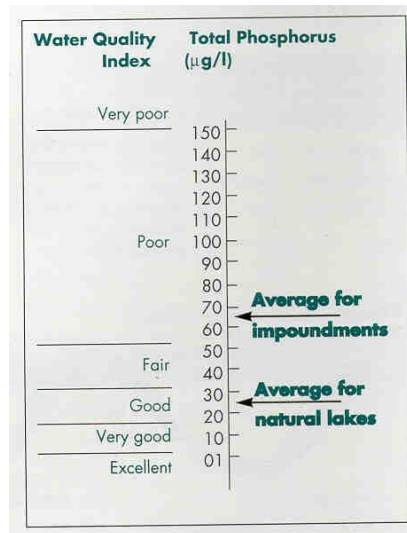 Water Quality Index
Total Phosphorus (µg/l)
Very poor
150
140
130
120
110
Poor
100
90
80
70
Average for impoundments
60
50
Fair
40
30
Average for natural lakes
Good
20
Very good
10
01
Excellent